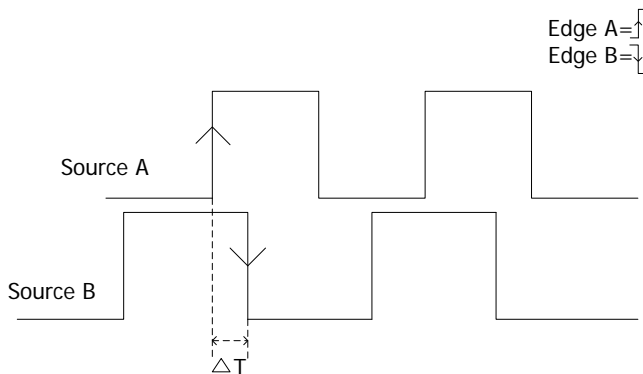 Edge A=
Edge B=
Source A
Source B
△T